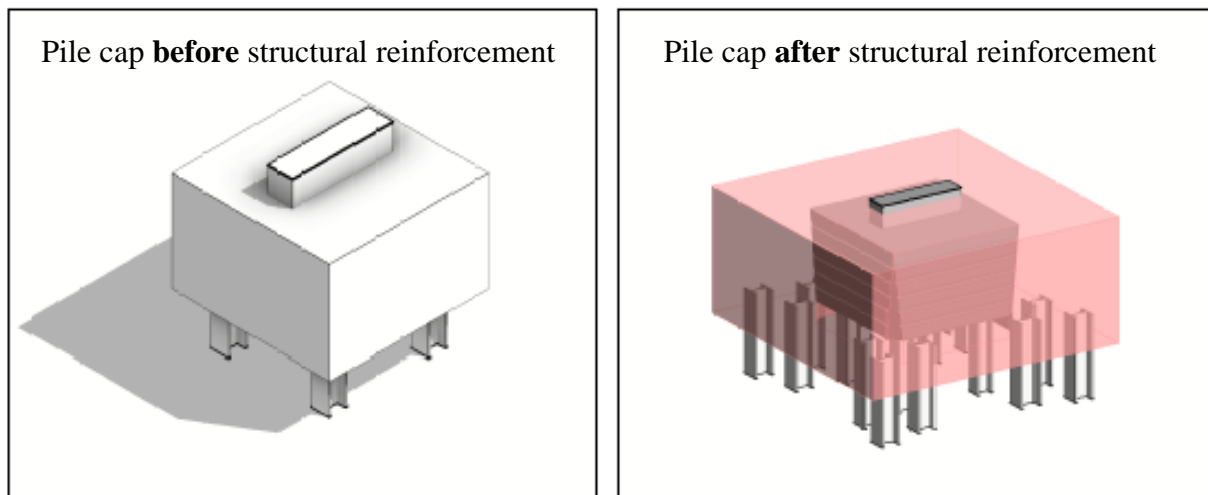 Pile cap before structural reinforcement
Pile cap after structural reinforcement